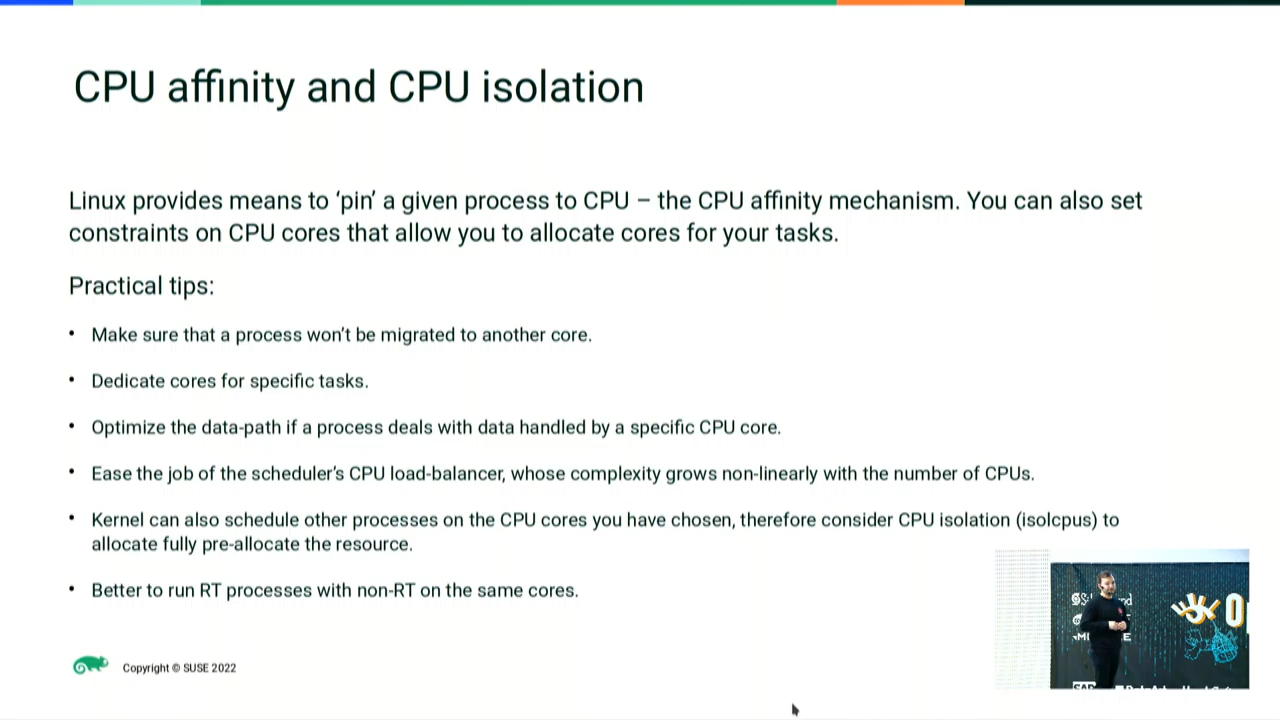 CPU affinity and CPU isolation
Linux provides means to ‘pin’ a given process to CPU – the CPU affinity mechanism. You can also set
constraints on CPU cores that allow you to allocate cores for your tasks.
Practical tips:
• Make sure that a process won’t be migrated to another core.
• Dedicate cores for specific tasks.
• Optimize the data-path if a process deals with data handled by a specific CPU core.
• Ease the job of the scheduler’s CPU load-balancer, whose complexity grows non-linearly with the number of CPUs.
• Kernel can also schedule other processes on the CPU cores you have chosen, therefore consider CPU isolation (isolcpus) to
allocate fully pre-allocate the resource.
• Better to run RT processes with non-RT on the same cores.
Copyright © SUSE 2022
SAP